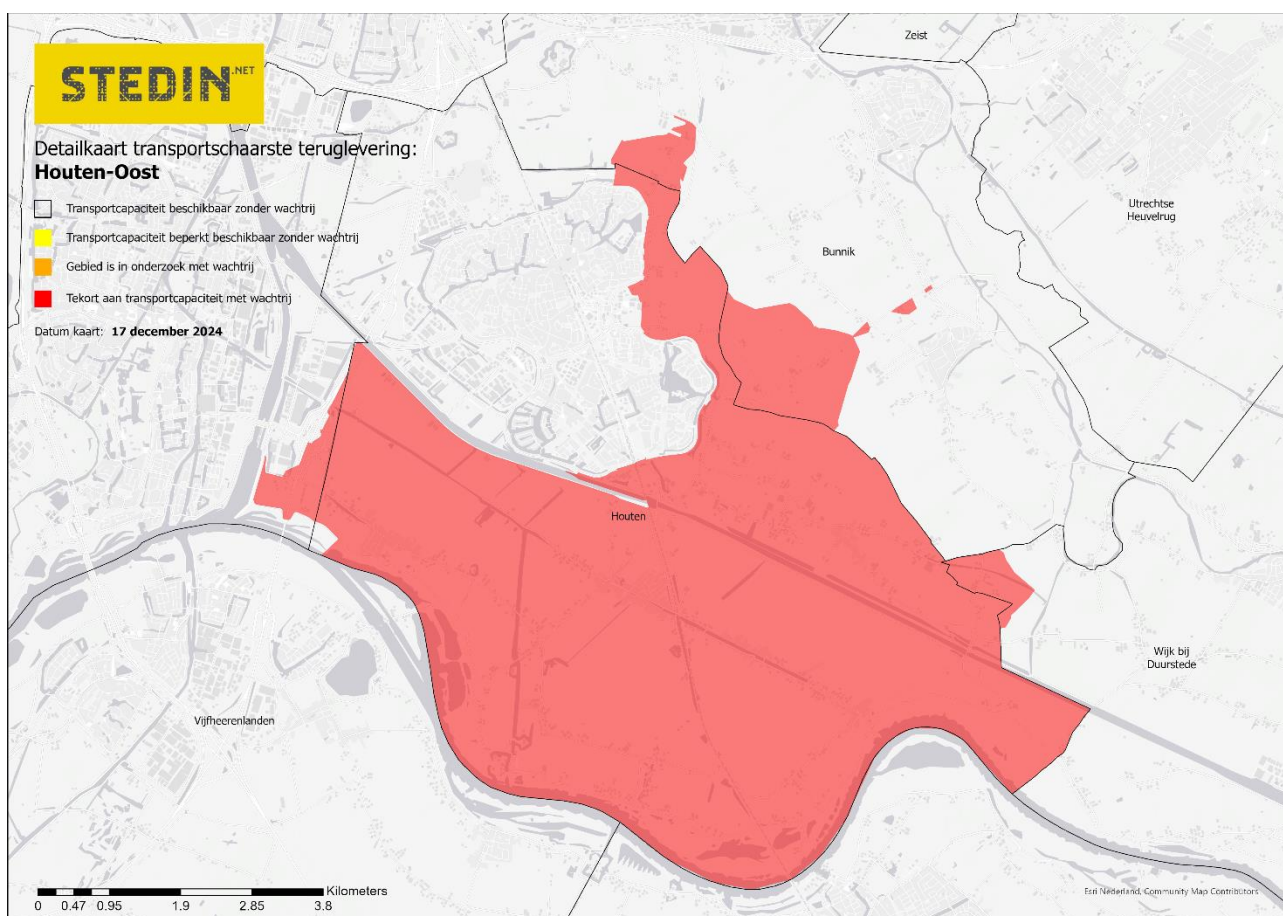 STEDIN.NET
Detailkaart transportschaarste teruglevering:
Houten-Oost
Transportcapaciteit beschikbaar zonder wachtrij
Transportcapaciteit beperkt beschikbaar zonder wachtrij
Gebied is in onderzoek met wachtrij
Tekort aan transportcapaciteit met wachtrij
Datum kaart: 17 december 2024
Zeist
Utrechtse
Heuvelrug
Bunnik
Houten
Wijk bij
Duurstede
Vijfheerenlanden
Kilometers
0 0.47 0.95 1.9 2.85 3.8
Esri Nederland, Community Map Contributors